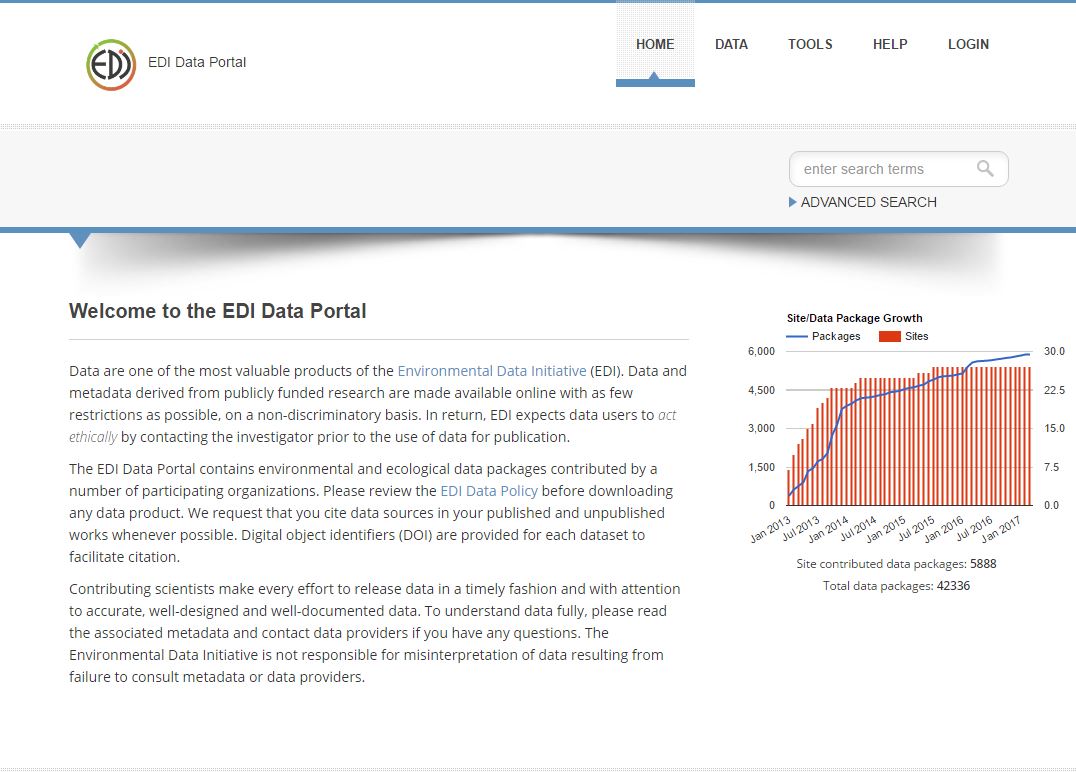 EDI
EDI Data Portal
HOME
DATA
TOOLS
HELP
LOGIN
enter search terms
ADVANCED SEARCH
Welcome to the EDI Data Portal
Data are one of the most valuable products of the Environmental Data Initiative (EDI). Data and
metadata derived from publicly funded research are made available online with as few
restrictions as possible, on a non-discriminatory basis. In return, EDI expects data users to act
ethically by contacting the investigator prior to the use of data for publication.
The EDI Data Portal contains environmental and ecological data packages contributed by a
number of participating organizations. Please review the EDI Data Policy before downloading
any data product. We request that you cite data sources in your published and unpublished
works whenever possible. Digital object identifiers (DOI) are provided for each dataset to
facilitate citation.
Contributing scientists make every effort to release data in a timely fashion and with attention
to accurate, well-designed and well-documented data. To understand data fully, please read
the associated metadata and contact data providers if you have any questions. The
Environmental Data Initiative is not responsible for misinterpretation of data resulting from
failure to consult metadata or data providers.
Site/Data Package Growth
Packages
Sites
6,000
4,500
3,000
1,500
0
30.0
22.5
15.0
7.5
0.0
Jan 2013
Jul 2013
Jan 2014
Jul 2014
Jan 2015
Jul 2015
Jan 2016
Jul 2016
Jan 2017
Site contributed data packages: 5888
Total data packages: 42336